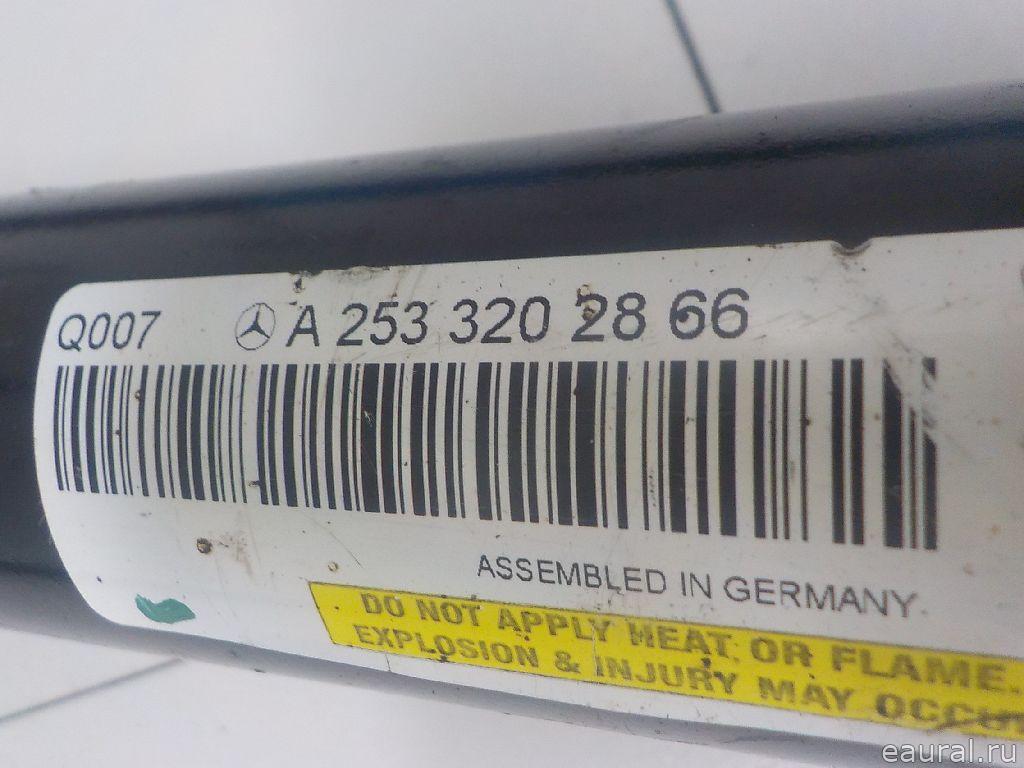 Q007 A 253 320 28 66
ASSEMBLED IN GERMANY
DO NOT APPLY HEAT OR FLAME.
EXPLOSION & INJURY MAY OCCUR
eaural.ru